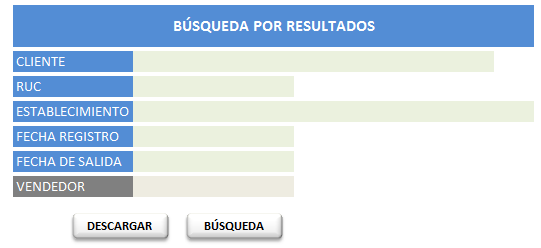 BÚSQUEDA POR RESULTADOS
CLIENTE
RUC
ESTABLECIMIENTO
FECHA REGISTRO
FECHA DE SALIDA
VENDEDOR
DESCARGAR BÚSQUEDA